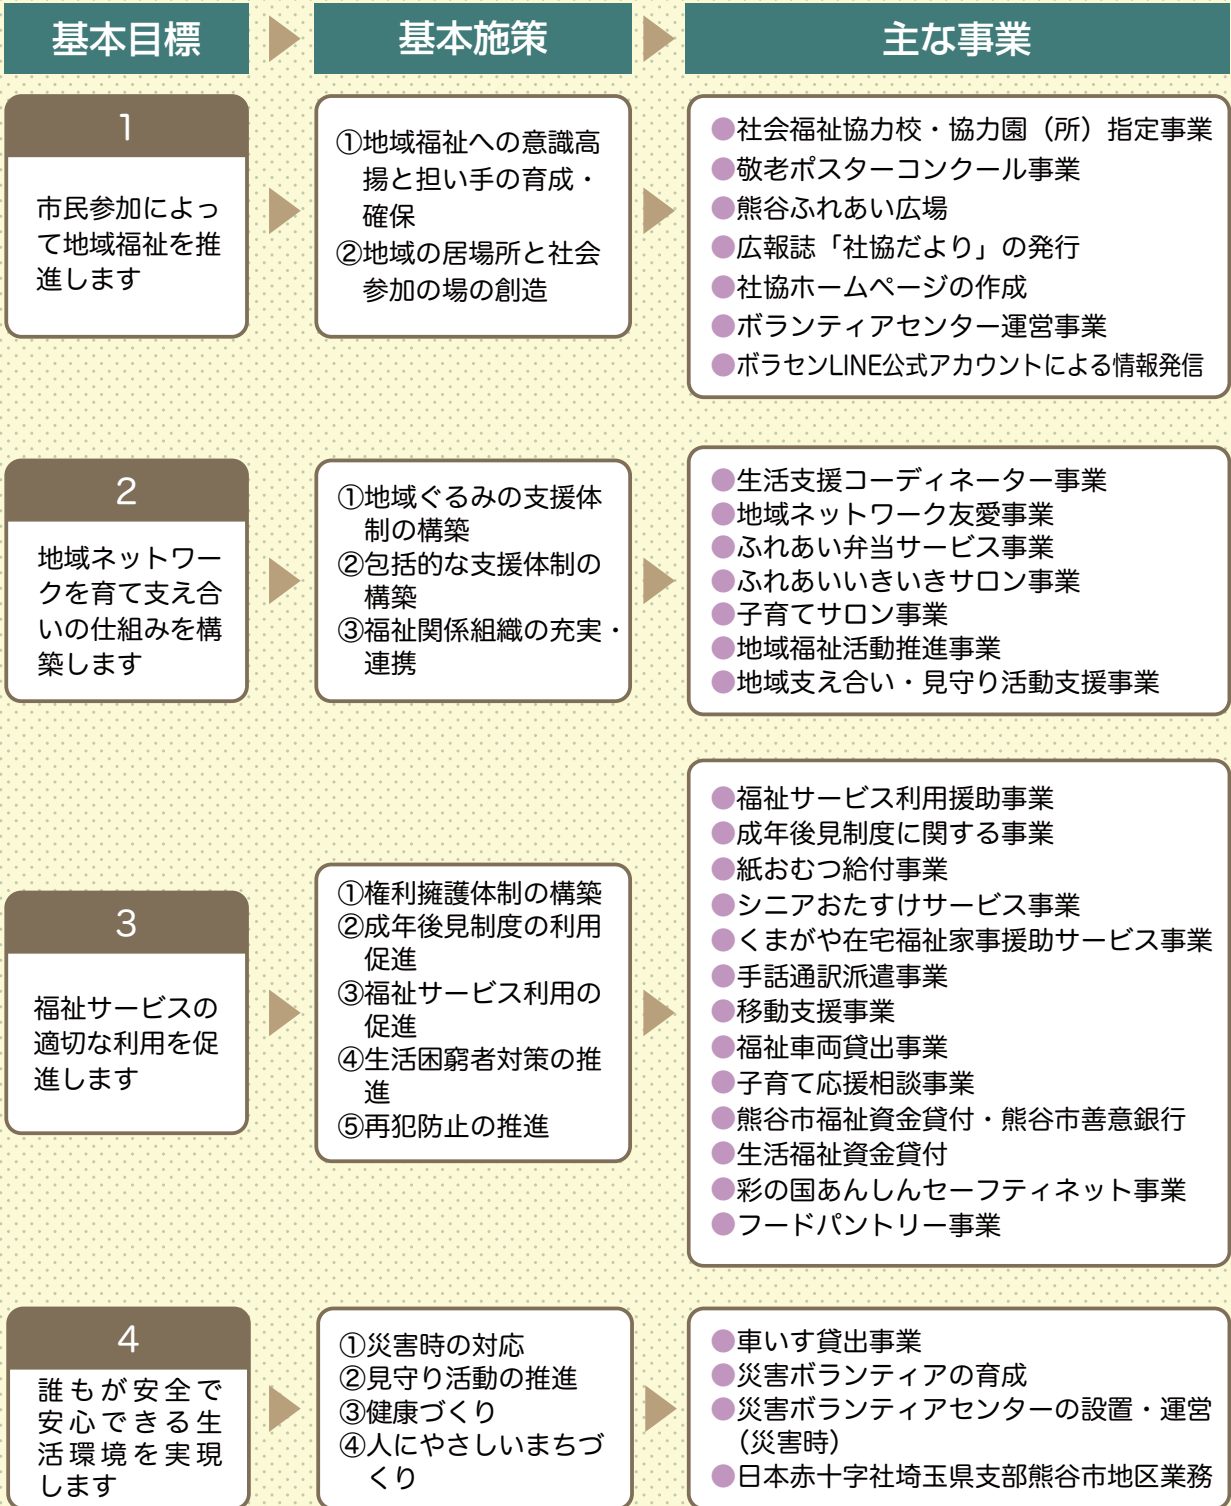 基本目標
基本施策
主な事業
1
市民参加によっ
て地域福祉を推
進します
①地域福祉への意識高
揚と担い手の育成・
確保
②地域の居場所と社会
参加の場の創造
●社会福祉協力校・協力園（所）指定事業
●敬老ポスターコンクール事業
●熊谷ふれあい広場
●広報誌「社協だより」の発行
●社協ホームページの作成
●ボランティアセンター運営事業
●ボラセンLINE公式アカウントによる情報発信
2
地域ネットワー
クを育て支え合
いの仕組みを構
築します
①地域ぐるみの支援体
制の構築
②包括的な支援体制の
構築
③福祉関係組織の充実・
連携
●生活支援コーディネーター事業
●地域ネットワーク友愛事業
●ふれあい弁当サービス事業
●ふれあいいきいきサロン事業
●子育てサロン事業
●地域福祉活動推進事業
●地域支え合い・見守り活動支援事業
3
福祉サービスの
適切な利用を促
進します
①権利擁護体制の構築
②成年後見制度の利用
促進
③福祉サービス利用の
促進
④生活困窮者対策の推
進
⑤再犯防止の推進
●福祉サービス利用援助事業
●成年後見制度に関する事業
●紙おむつ給付事業
●シニアおたすけサービス事業
●くまがや在宅福祉家事援助サービス事業
●手話通訳派遣事業
●移動支援事業
●福祉車両貸出事業
●子育て応援相談事業
●熊谷市福祉資金貸付・熊谷市善意銀行
●生活福祉資金貸付
●彩の国あんしんセーフティネット事業
●フードパントリー事業
4
誰もが安全で
安心できる生
活環境を実現
します
①災害時の対応
②見守り活動の推進
③健康づくり
④人にやさしいまちづ
くり
●車いす貸出事業
●災害ボランティアの育成
●災害ボランティアセンターの設置・運営
（災害時）
●日本赤十字社埼玉県支部熊谷市地区業務